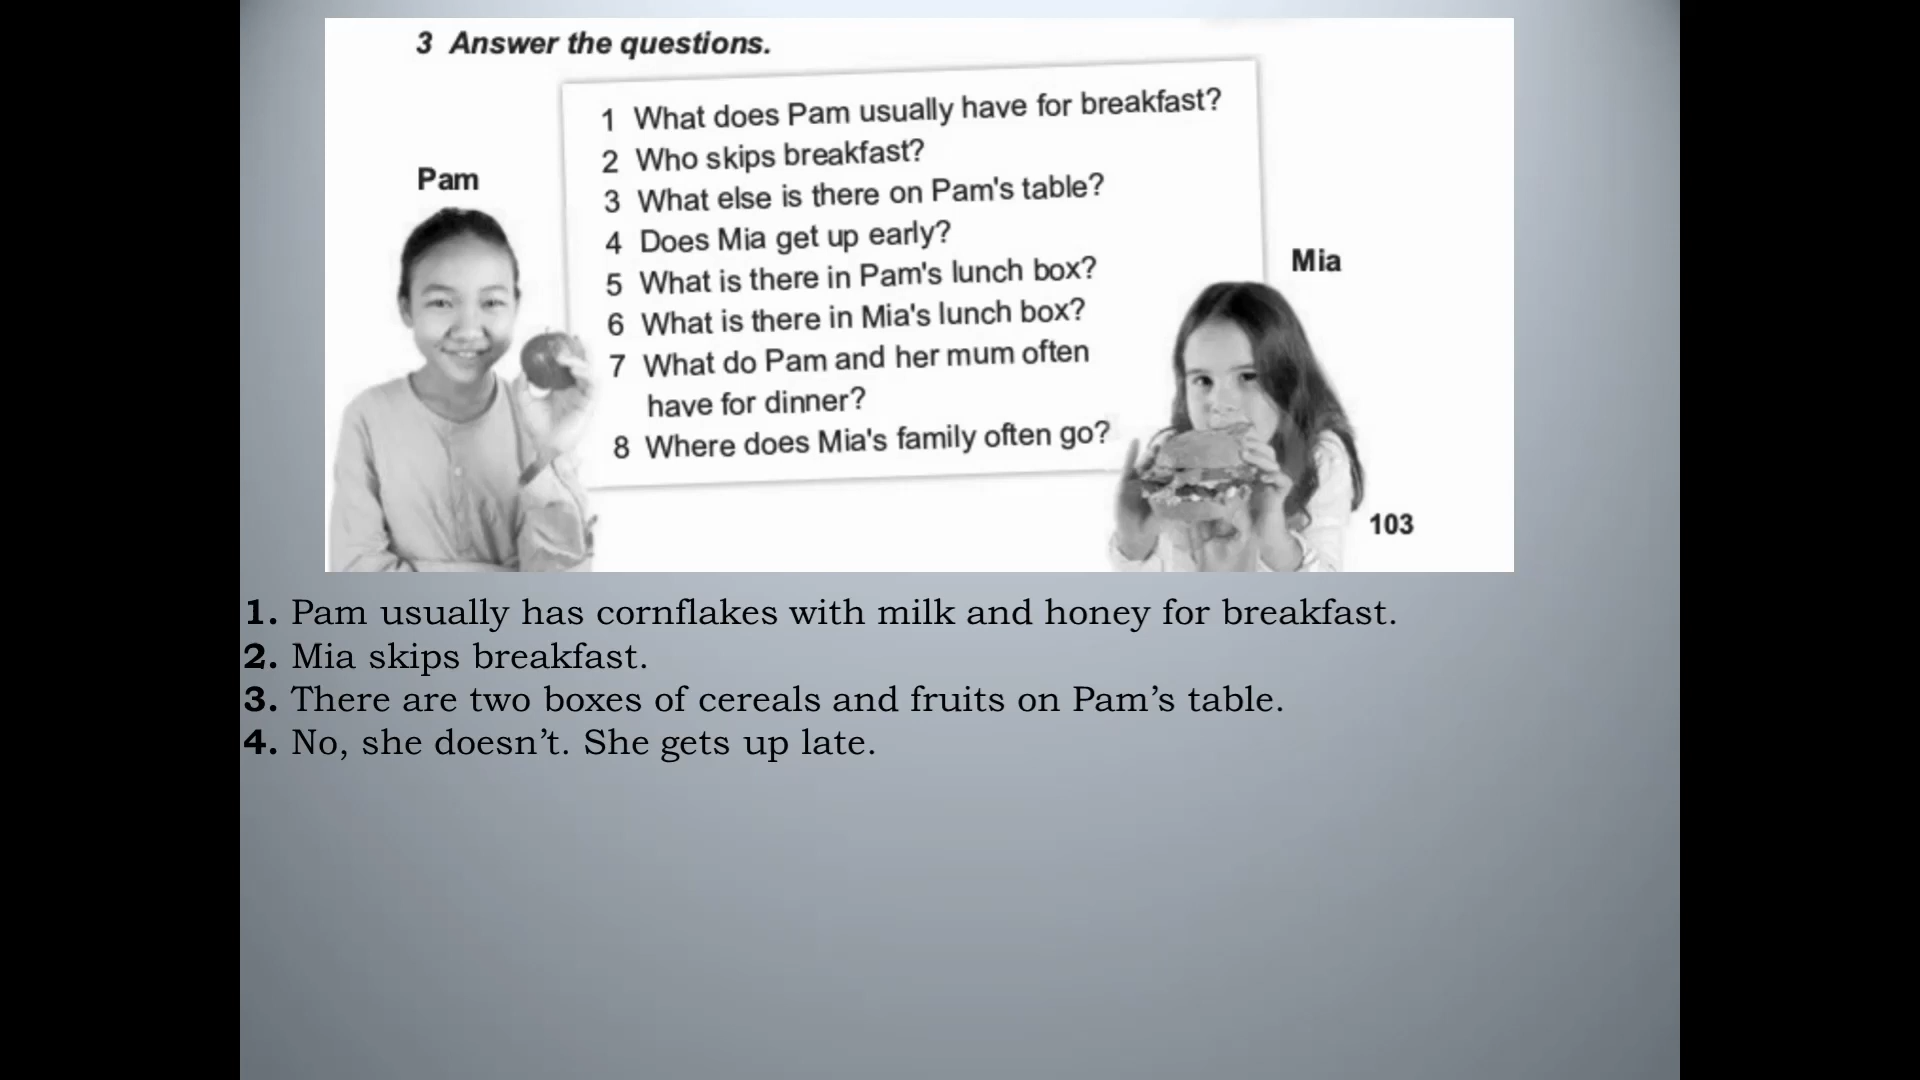 3 Answer the questions.
1 What does Pam usually have for breakfast?
2 Who skips breakfast?
Pam
3 What else is there on Pam's table?
4 Does Mia get up early?
5 What is there in Pam's lunch box?
Mia
6 What is there in Mia's lunch box?
7 What do Pam and her mum often
have for dinner?
8 Where does Mia's family often go?
103
1. Pam usually has cornflakes with milk and honey for breakfast.
2. Mia skips breakfast.
3. There are two boxes of cereals and fruits on Pam’s table.
4. No, she doesn’t. She gets up late.